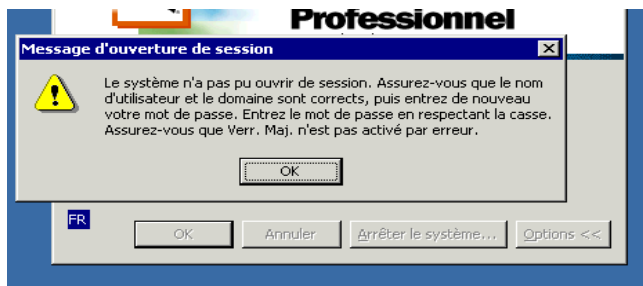 Professionnel
Message d'ouverture de session
Le système n'a pas pu ouvrir de session. Assurez-vous que le nom
d'utilisateur et le domaine sont corrects, puis entrez de nouveau
votre mot de passe. Entrez le mot de passe en respectant la casse.
Assurez-vous que Verr. Maj. n'est pas activé par erreur.
OK
FR
OK Annuler Arrêter le système... Options <<